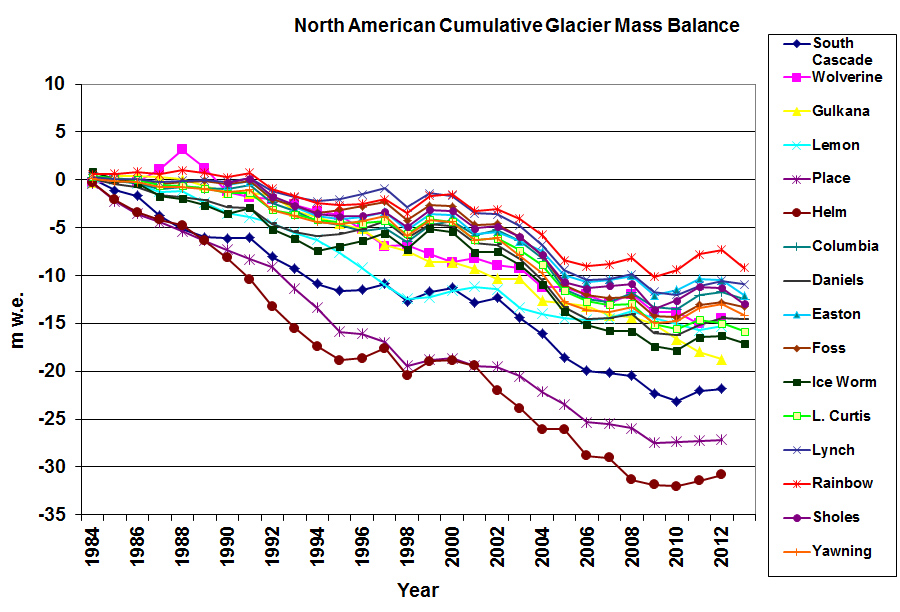 North American Cumulative Glacier Mass Balance
10
5
0
-5
-10
-15
-20
-25
-30
-35
m w.e.
1984
1986
1988
1990
1992
1994
1996
1998
2000
2002
2004
2006
2008
2010
2012
Year
South
Cascade
Wolverine
Gulkana
Lemon
Place
Helm
Columbia
Daniels
Easton
Foss
Ice Worm
L. Curtis
Lynch
Rainbow
Sholes
Yawning